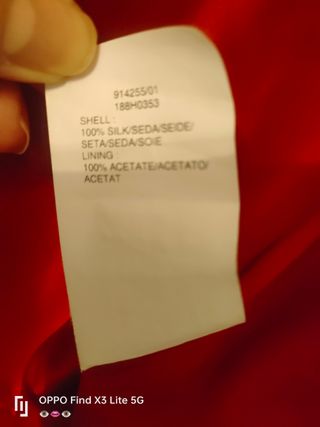 914255/01
188H0353
SHELL :
100% SILK/SEDA/SEIDE/
SETA/SEDA/SOIE
LINING :
100% ACETATE/ACETATO/
ACETAT
OPPO Find X3 Lite 5G